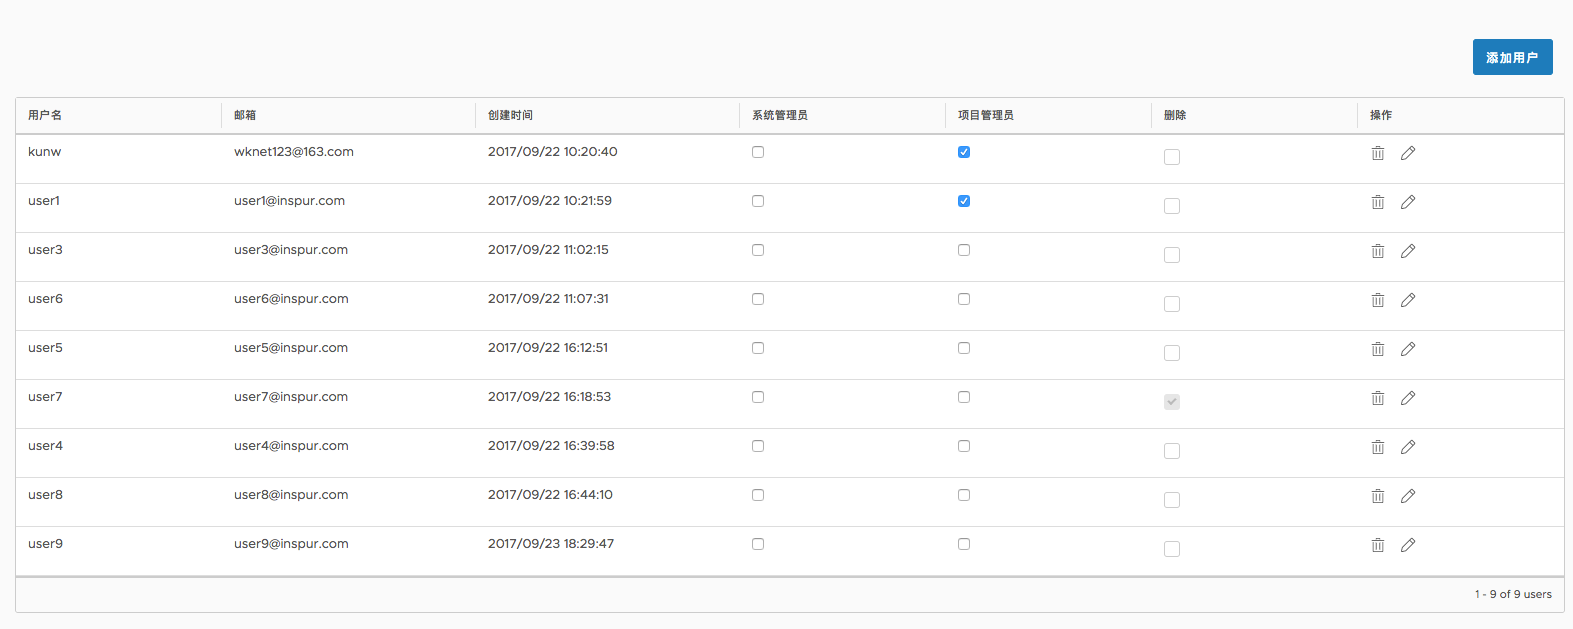 添加用户
用户名 邮箱 创建时间 系统管理员 项目管理员 删除 操作
kunw wknet123@163.com 2017/09/22 10:20:40
user1 user1@inspur.com 2017/09/22 10:21:59
user3 user3@inspur.com 2017/09/22 11:02:15
user6 user6@inspur.com 2017/09/22 11:07:31
user5 user5@inspur.com 2017/09/22 16:12:51
user7 user7@inspur.com 2017/09/22 16:18:53
user4 user4@inspur.com 2017/09/22 16:39:58
user8 user8@inspur.com 2017/09/22 16:44:10
user9 user9@inspur.com 2017/09/23 18:29:47
1 - 9 of 9 users